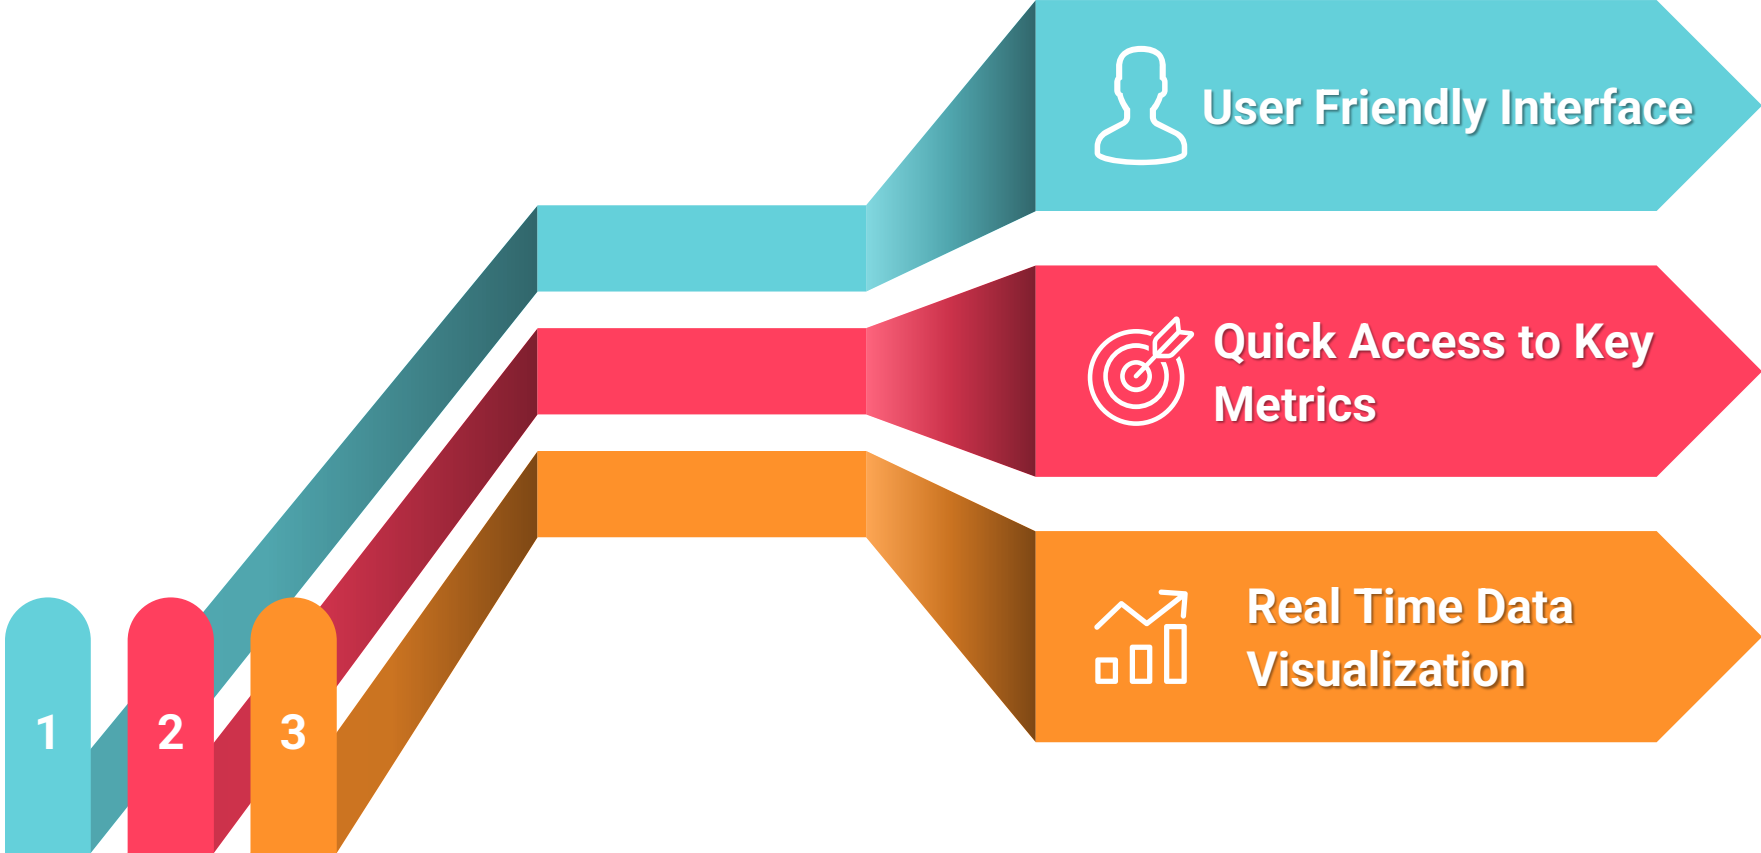 User Friendly Interface
Quick Access to Key
Metrics
Real Time Data
Visualization
1
2
3